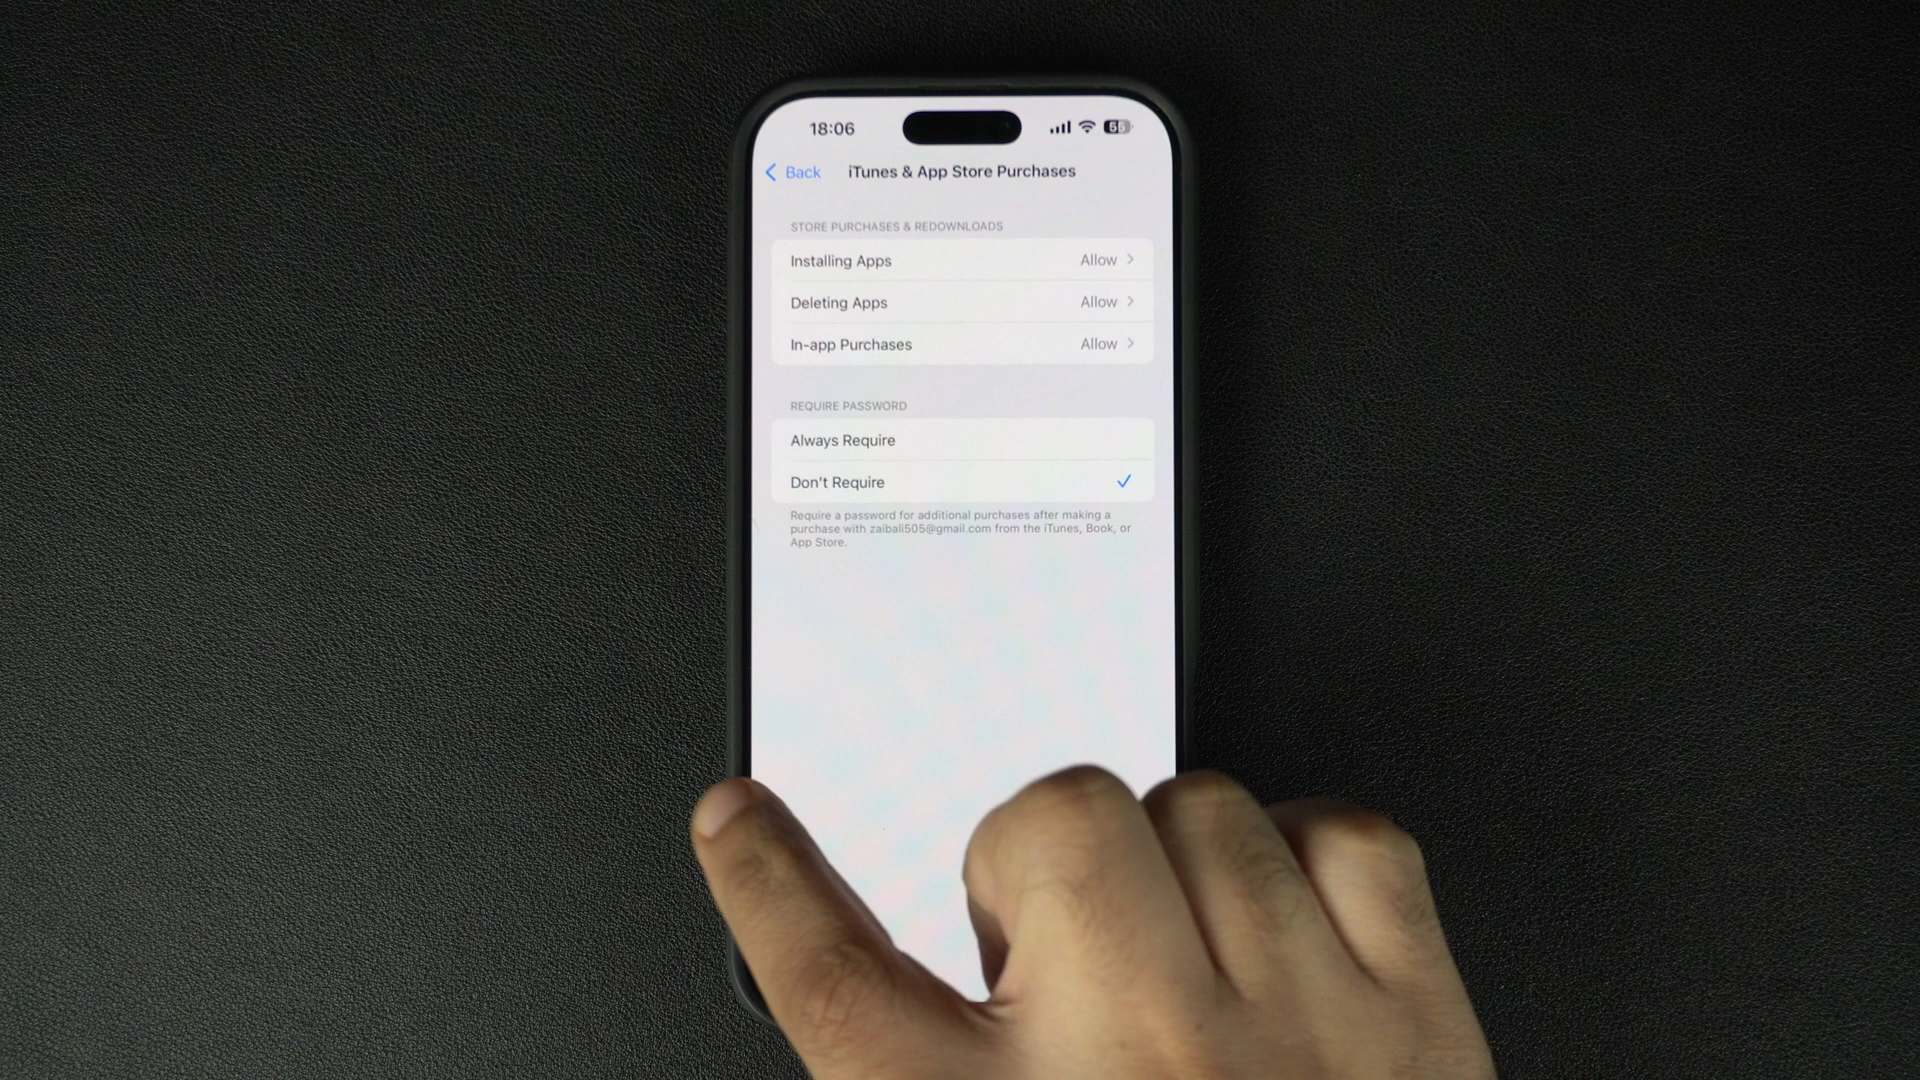 18:06
55
Back
iTunes & App Store Purchases
STORE PURCHASES & REDOWNLOADS
Installing Apps Allow
Deleting Apps Allow
In-app Purchases Allow
REQUIRE PASSWORD
Always Require
Don't Require
Require a password for additional purchases after making a
purchase with zaibali505@gmail.com from the iTunes, Book, or
App Store.